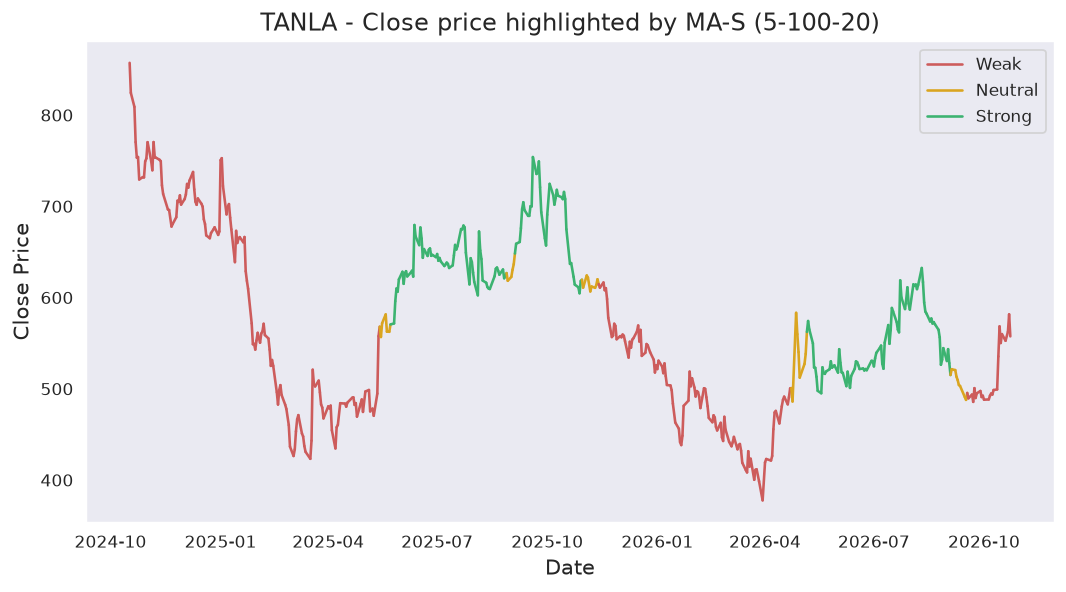 TANLA - Close price highlighted by MA-S (5-100-20)
Weak
Neutral
Strong
Close Price
800
700
600
500
400
2024-10 2025-01 2025-04 2025-07 2025-10 2026-01 2026-04 2026-07 2026-10
Date